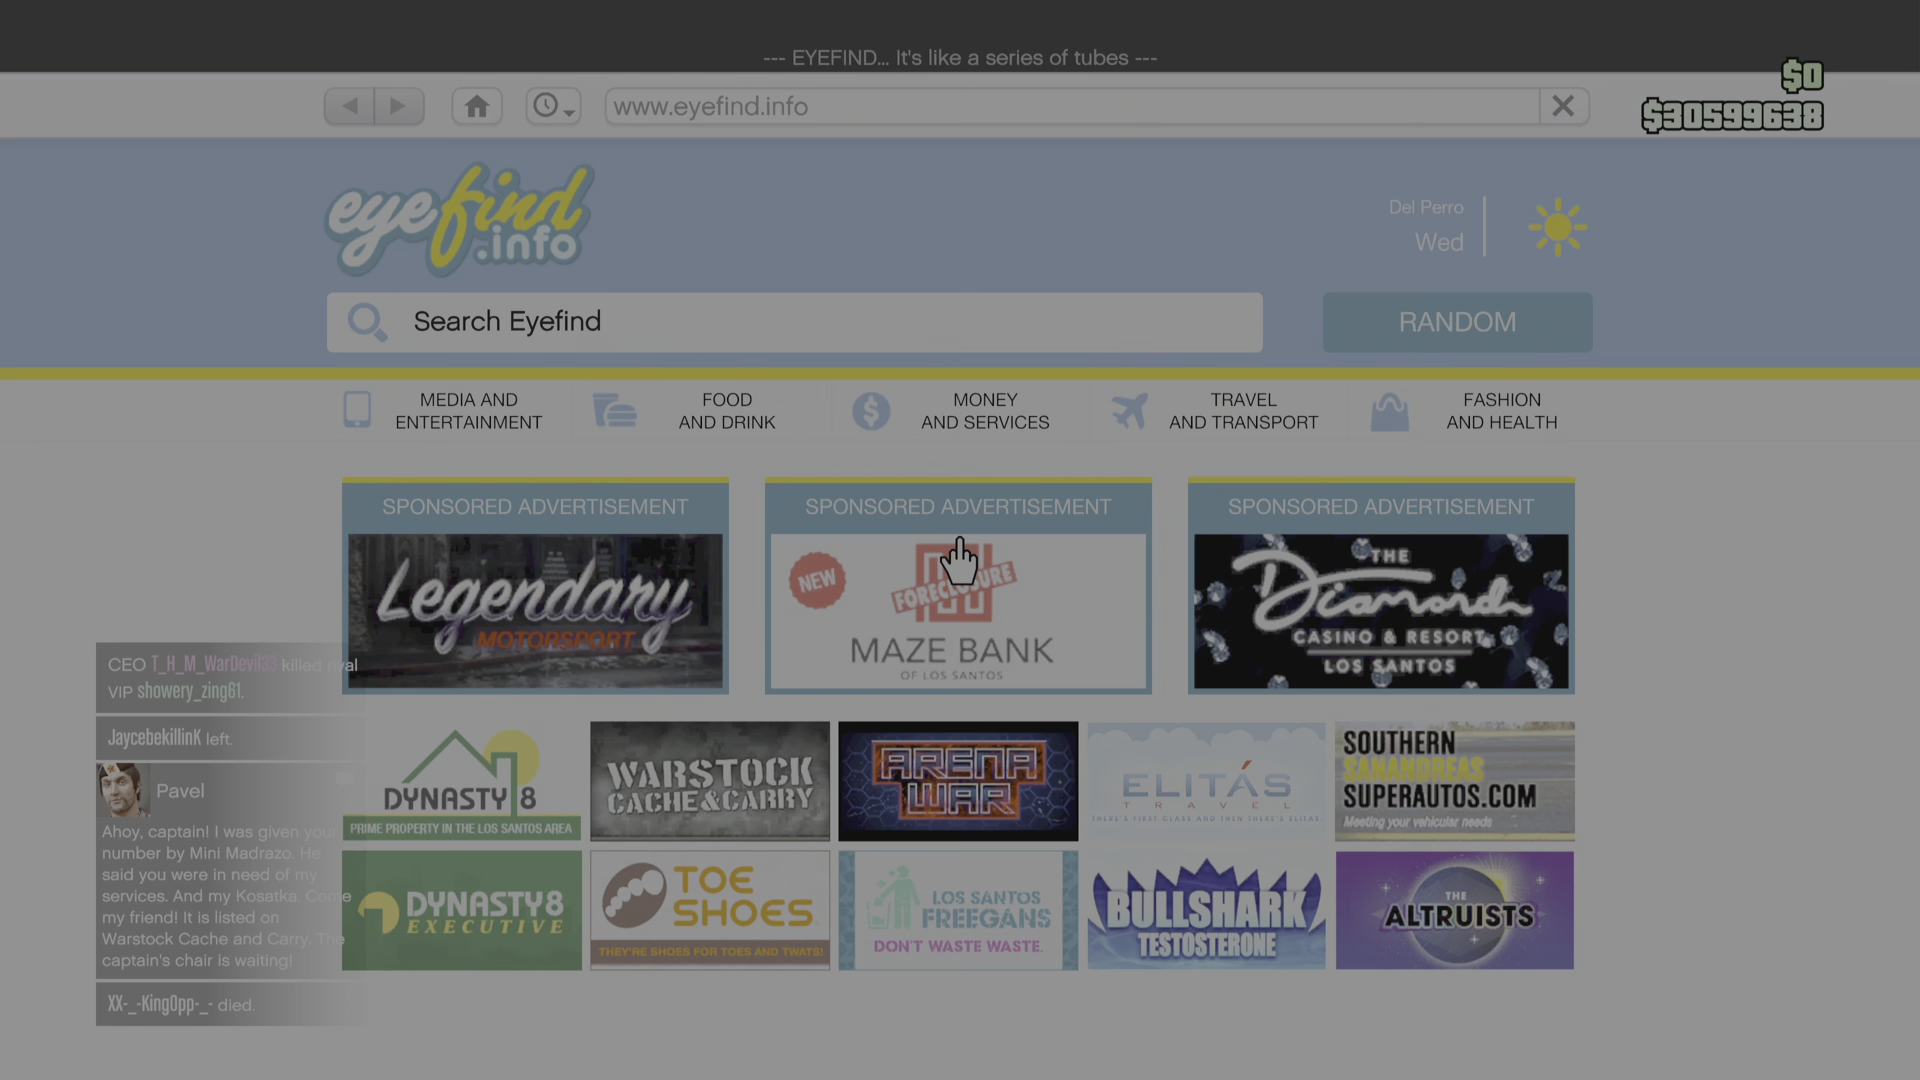 --- EYEFIND... It's like a series of tubes ---
$0
www.eyefind.info
$30599638
eyefind
.info
Del Perro
Wed
Search Eyefind
RANDOM
MEDIA AND
ENTERTAINMENT
FOOD
AND DRINK
MONEY
AND SERVICES
TRAVEL
AND TRANSPORT
FASHION
AND HEALTH
SPONSORED ADVERTISEMENT
Legendary
MOTORSPORT
SPONSORED ADVERTISEMENT
NEW
FORECLOSURE
MAZE BANK
OF LOS SANTOS
SPONSORED ADVERTISEMENT
THE
Diamond
CASINO & RESORT
LOS SANTOS
CEO T_H_M_WarDevil33 killed rival
VIP showery_zing61.
JaycebekillinK left.
Pavel
Ahoy, captain! I was given your
number by Mini Madrazo. He
said you were in need of my
services. And my Kosatka. Come
my friend! It is listed on
Warstock Cache and Carry. The
captain's chair is waiting!
XX-_-KingOpp-_- died.
DYNASTY 8
PRIME PROPERTY IN THE LOS SANTOS AREA
WARSTOCK
CACHE&CARRY
ARENA
WAR
ELITÁS
TRAVEL
THERE'S FIRST CLASS AND THEN THERE'S ELITAS
SOUTHERN
SANANDREAS
SUPERAUTOS.COM
Meeting your vehicular needs
DYNASTY8
EXECUTIVE
TOE
SHOES
THEY'RE SHOES FOR TOES AND TWATS!
LOS SANTOS
FREEGANS
DON'T WASTE WASTE.
BULLSHARK
TESTOSTERONE
THE
ALTRUISTS